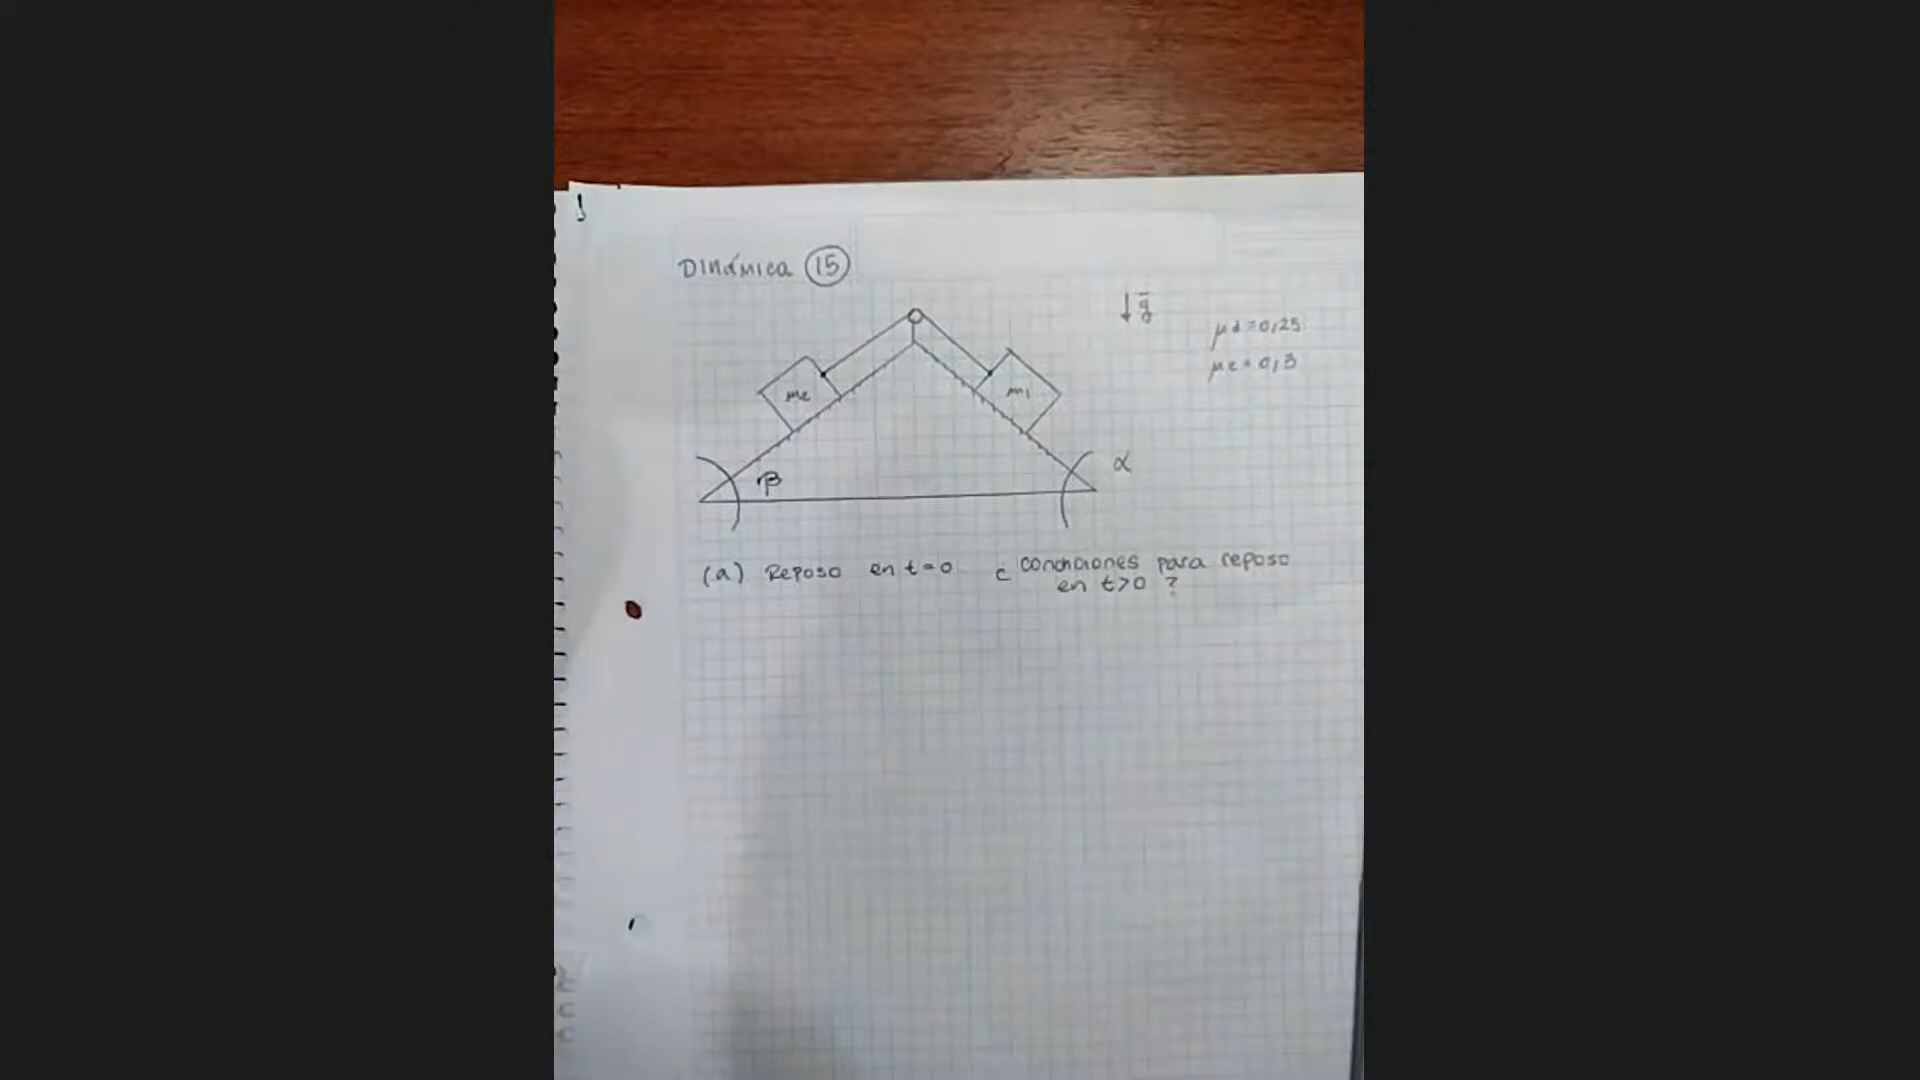 Dinámica 15
↓ g
μd = 0,25
μe = 0,3
m2
m1
β
α
(a) Reposo en t=0 ¿ condiciones para reposo
en t>0 ?